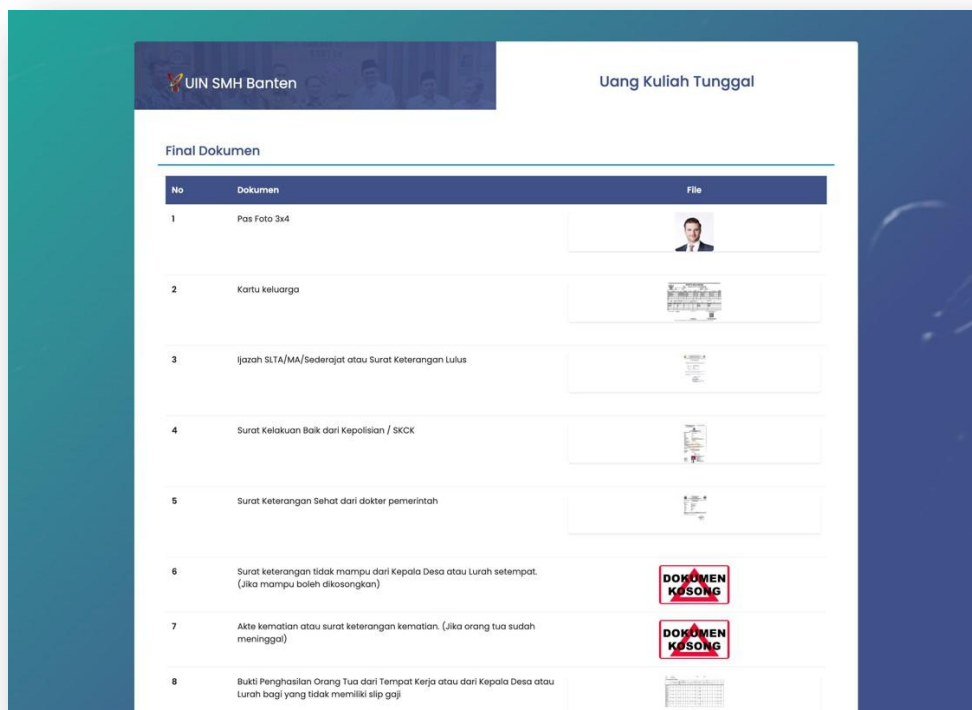 UIN SMH Banten
Uang Kuliah Tunggal
Final Dokumen
No Dokumen File
1 Pas Foto 3x4
2 Kartu keluarga
3 Ijazah SLTA/MA/Sederajat atau Surat Keterangan Lulus
4 Surat Kelakuan Baik dari Kepolisian / SKCK
5 Surat Keterangan Sehat dari dokter pemerintah
6 Surat keterangan tidak mampu dari Kepala Desa atau Lurah setempat.
(Jika mampu boleh dikosongkan)
DOKUMEN
KOSONG
7 Akte kematian atau surat keterangan kematian. (Jika orang tua sudah
meninggal)
DOKUMEN
KOSONG
8 Bukti Penghasilan Orang Tua dari Tempat Kerja atau dari Kepala Desa atau
Lurah bagi yang tidak memiliki slip gaji